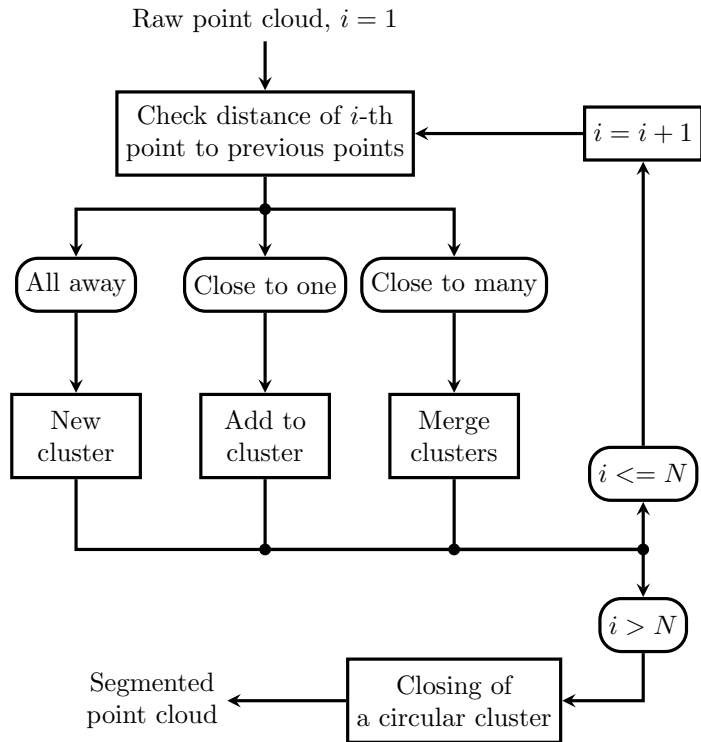 Raw point cloud, i = 1
Check distance of i-th
point to previous points
i = i + 1
All away
Close to one
Close to many
New
cluster
Add to
cluster
Merge
clusters
i <= N
i > N
Segmented
point cloud
Closing of
a circular cluster